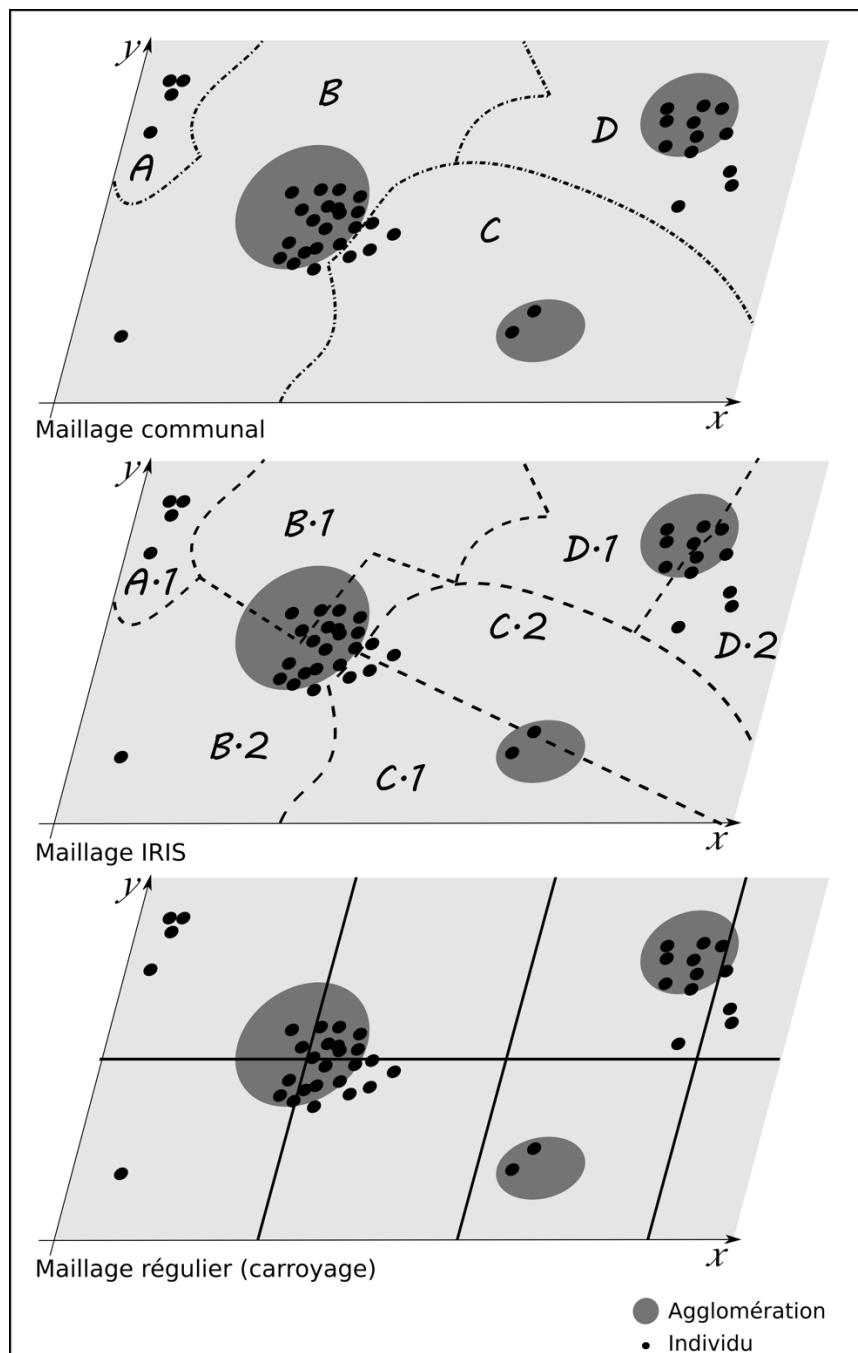 y
B
D
A
C
x
Maillage communal
y
B·1
D·1
A·1
C·2
D·2
B·2
C·1
x
Maillage IRIS
y
x
Maillage régulier (carroyage)
Agglomération
Individu